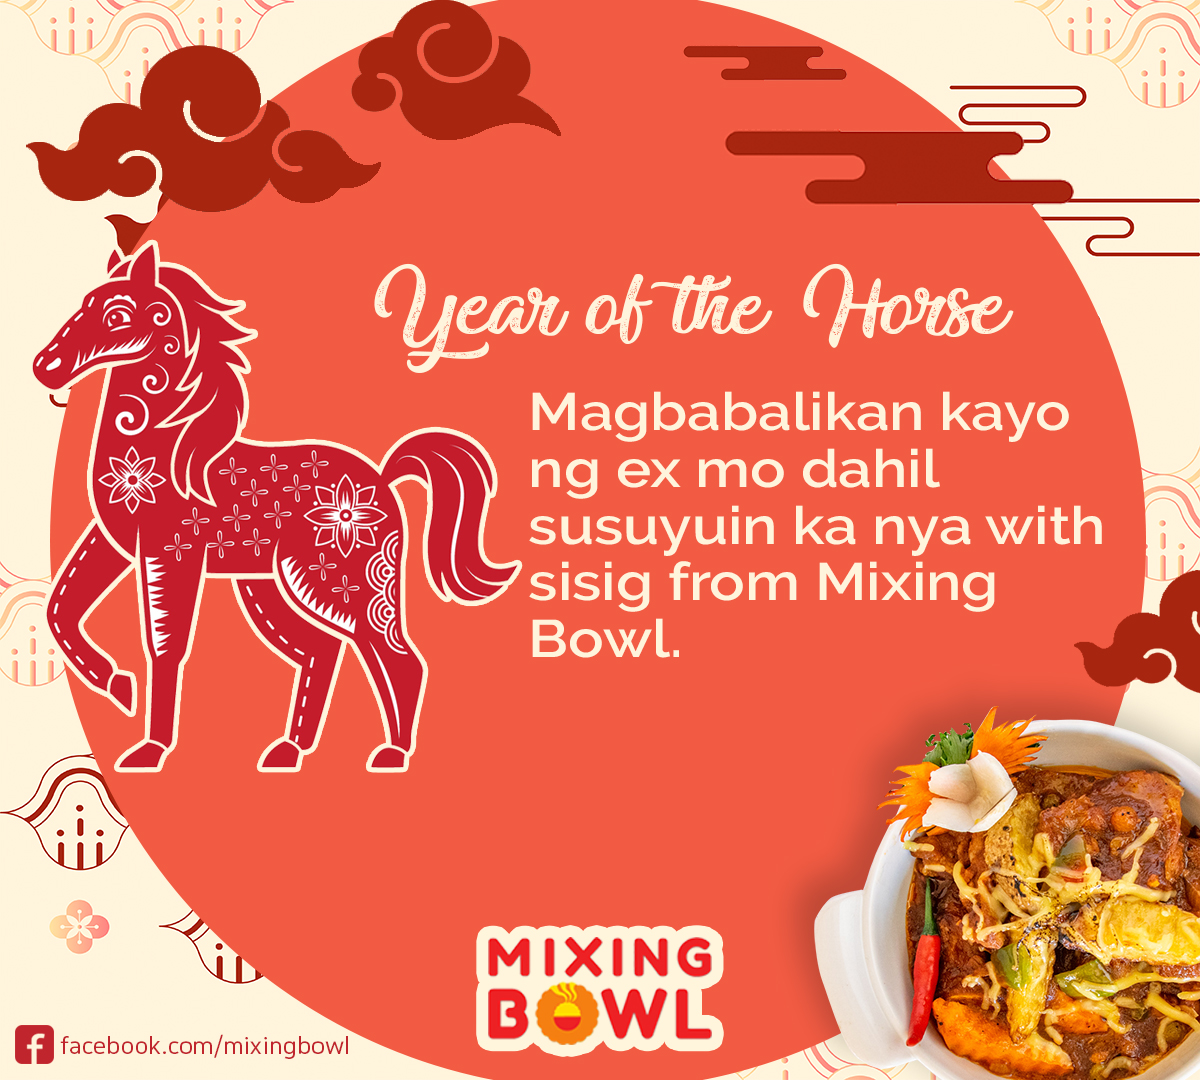 Year of the Horse
Magbabalikan kayo
ng ex mo dahil
susuyuin ka nya with
sisig from Mixing
Bowl.
MIXING
BOWL
facebook.com/mixingbowl